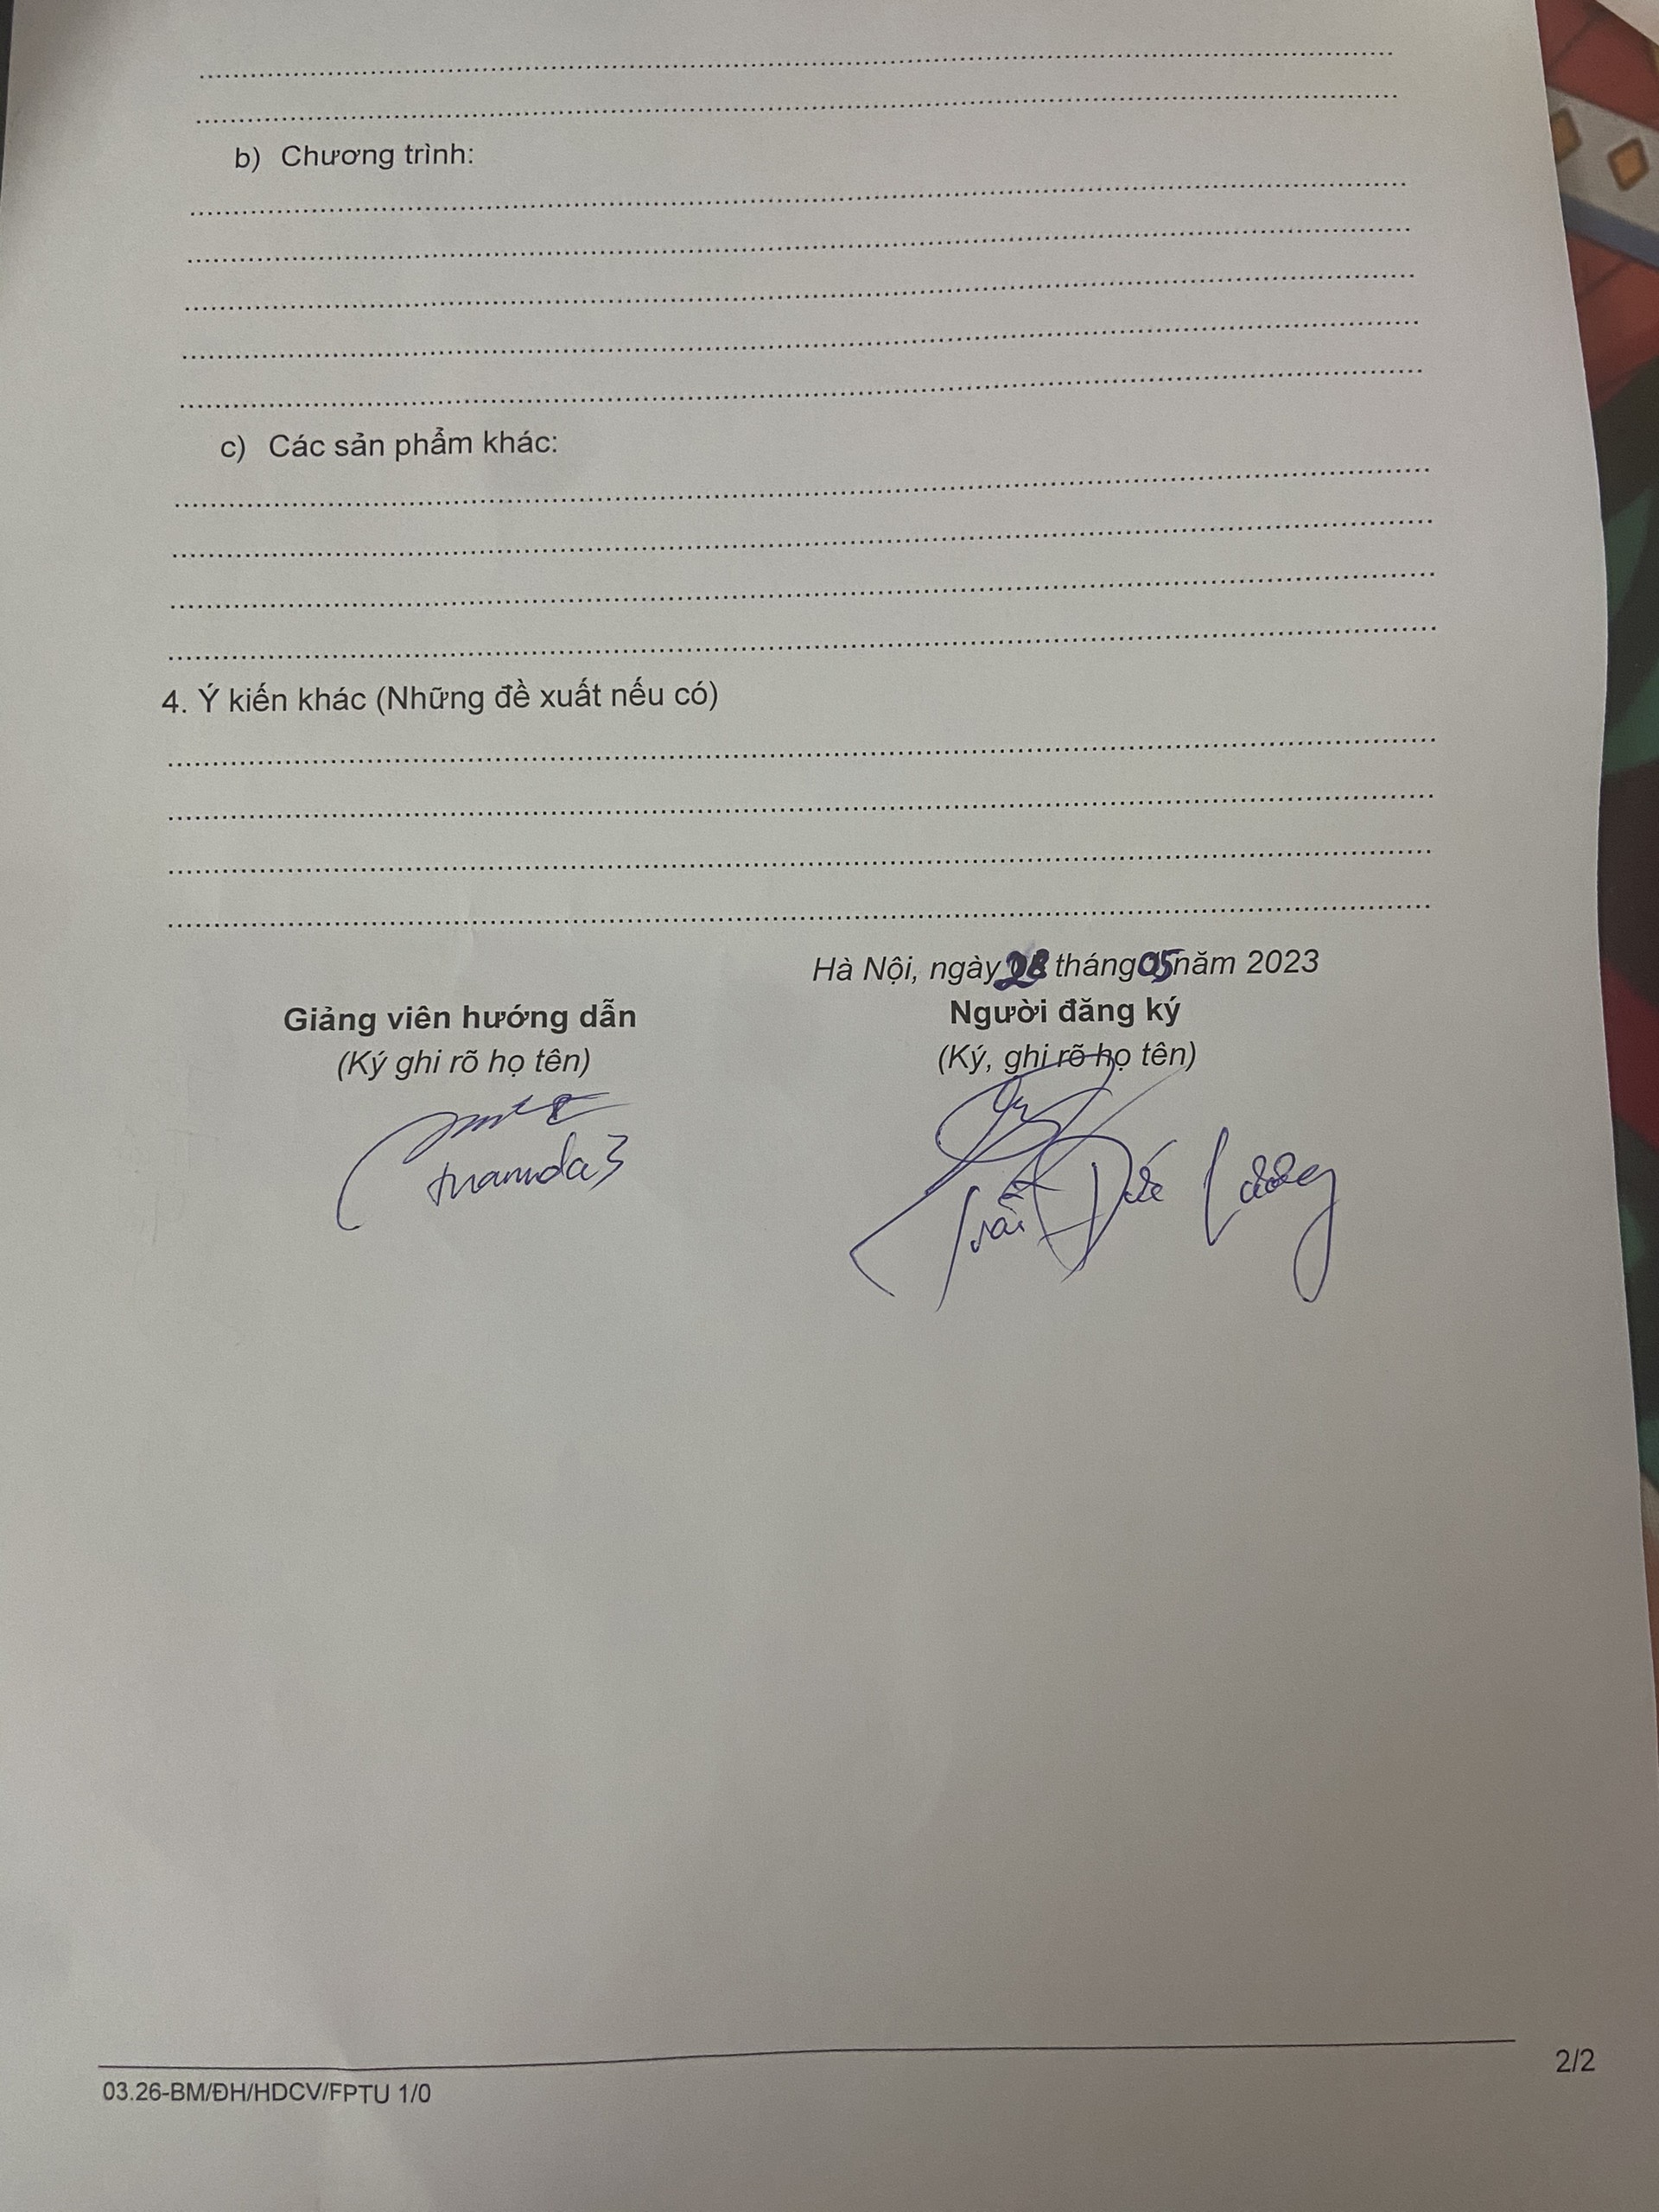 b) Chương trình:
c) Các sản phẩm khác:
4. Ý kiến khác (Những đề xuất nếu có)
Hà Nội, ngày 28 tháng 05 năm 2023
Giảng viên hướng dẫn
Người đăng ký
(Ký ghi rõ họ tên)
(Ký, ghi rõ họ tên)
Trần Đức Lương
2/2
03.26-BM/ĐH/HDCV/FPTU 1/0